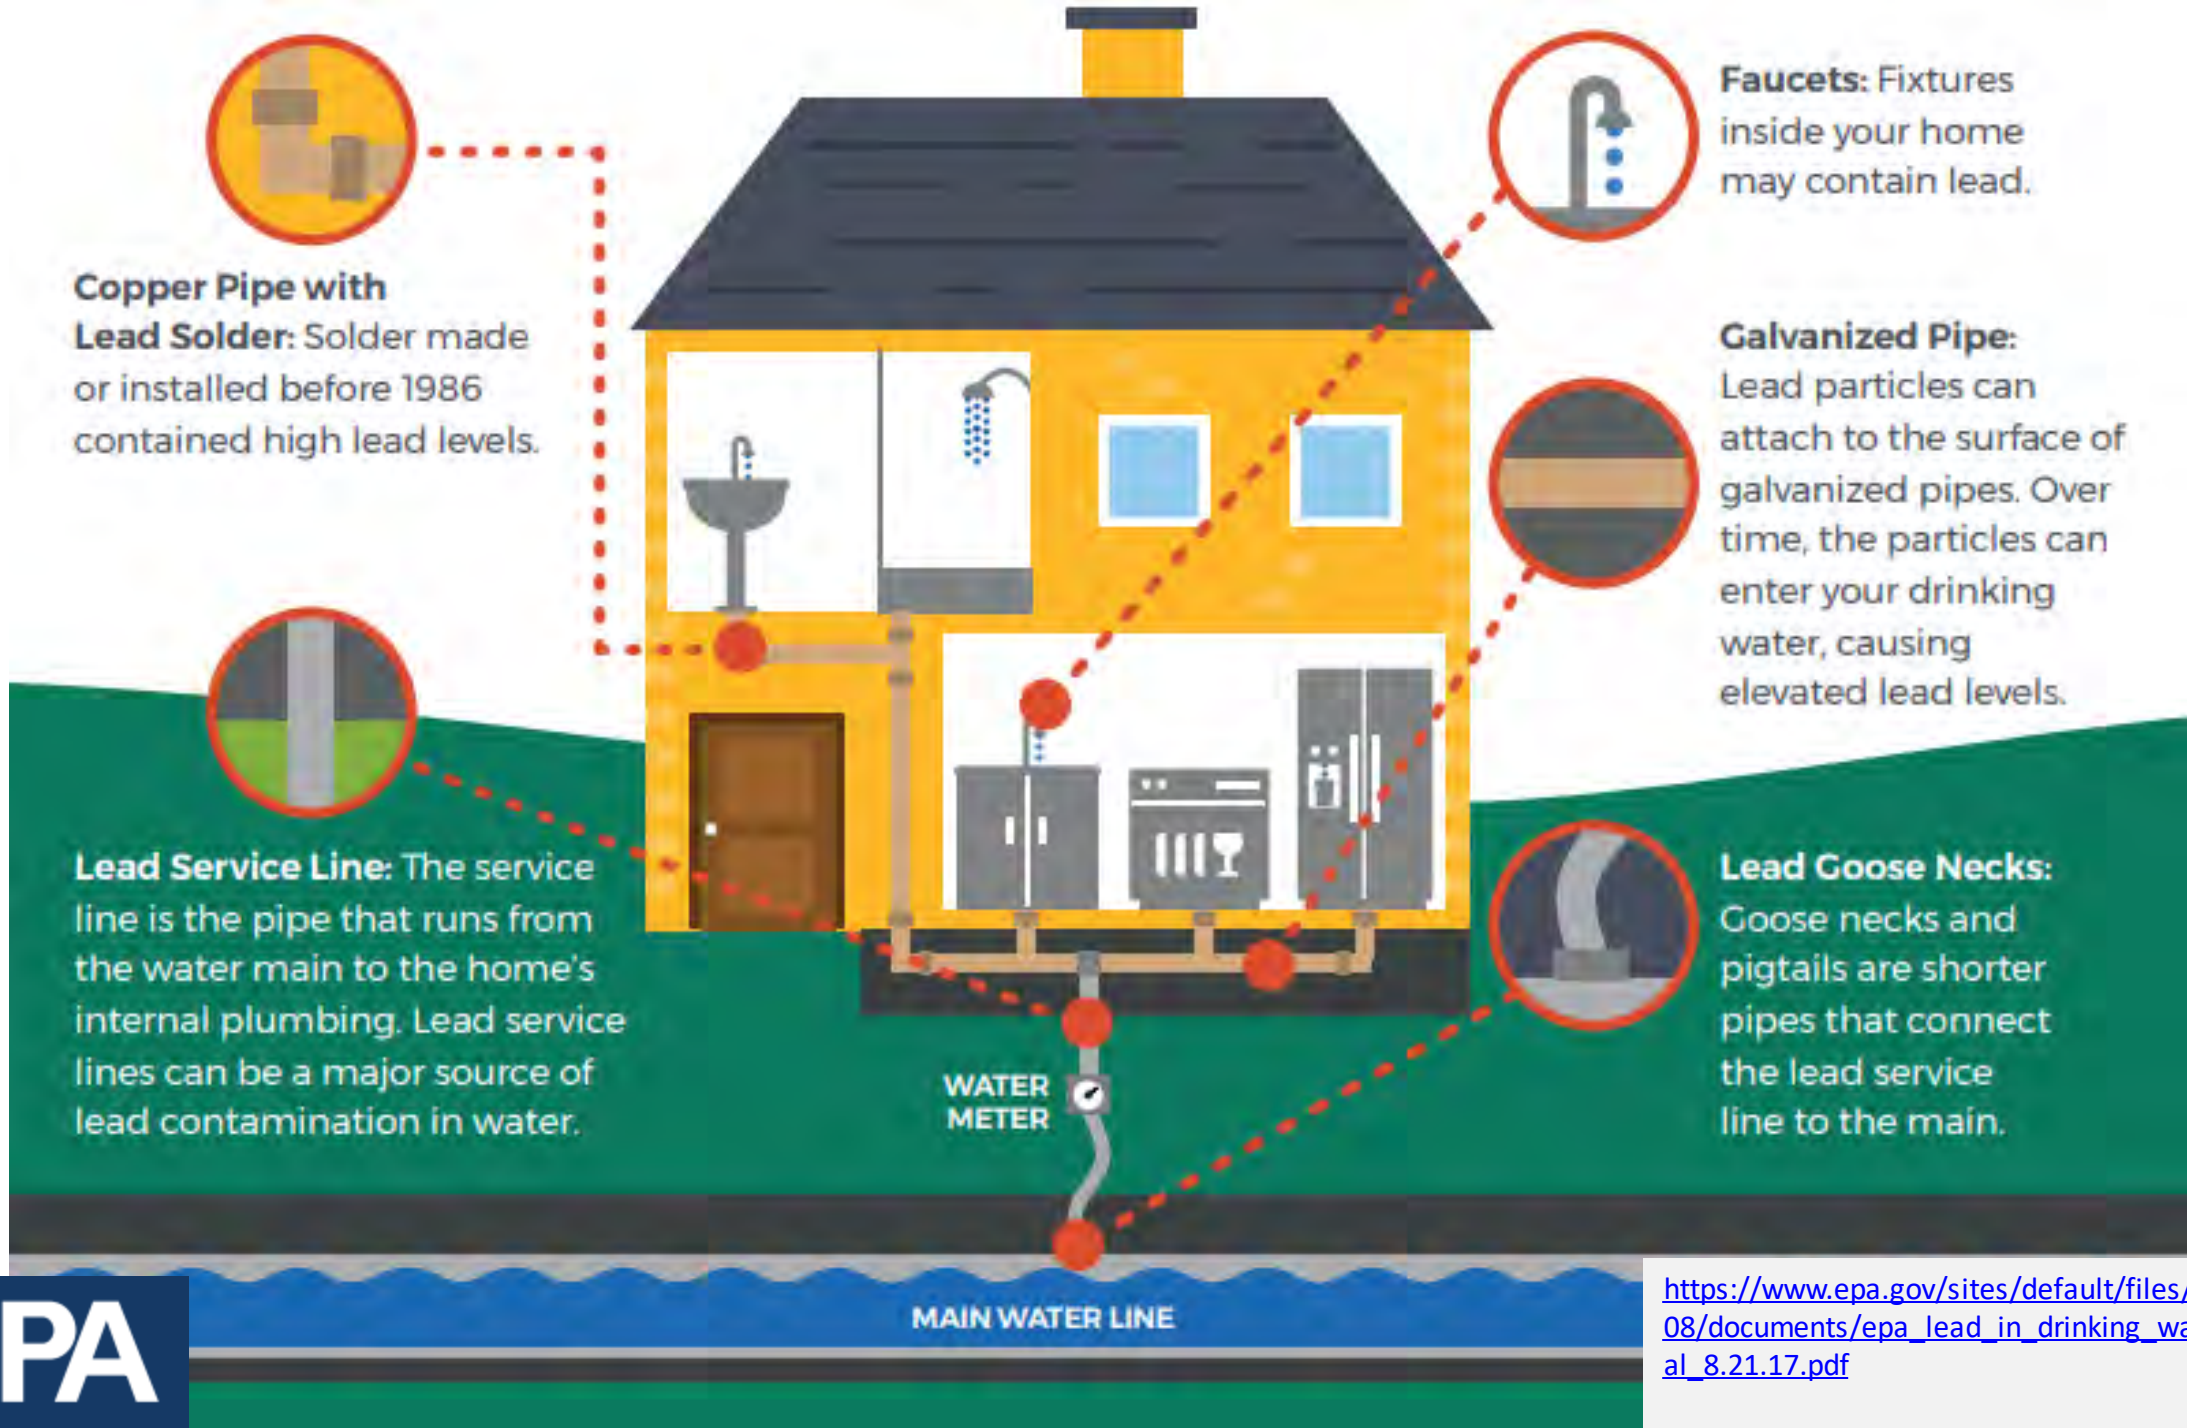 Copper Pipe with
Lead Solder: Solder made
or installed before 1986
contained high lead levels.
Lead Service Line: The service
line is the pipe that runs from
the water main to the home's
internal plumbing. Lead service
lines can be a major source of
lead contamination in water.
Faucets: Fixtures
inside your home
may contain lead.
Galvanized Pipe:
Lead particles can
attach to the surface of
galvanized pipes. Over
time, the particles can
enter your drinking
water, causing
elevated lead levels.
Lead Goose Necks:
Goose necks and
pigtails are shorter
pipes that connect
the lead service
line to the main.
WATER
METER
MAIN WATER LINE
PA
https://www.epa.gov/sites/default/files/
08/documents/epa_lead_in_drinking_wa
al_8.21.17.pdf